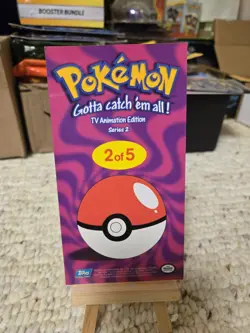 BOOSTER BUNDLE
POKéMON
Gotta catch 'em all!
TV Animation Edition
Series 2
2 of 5
Topps